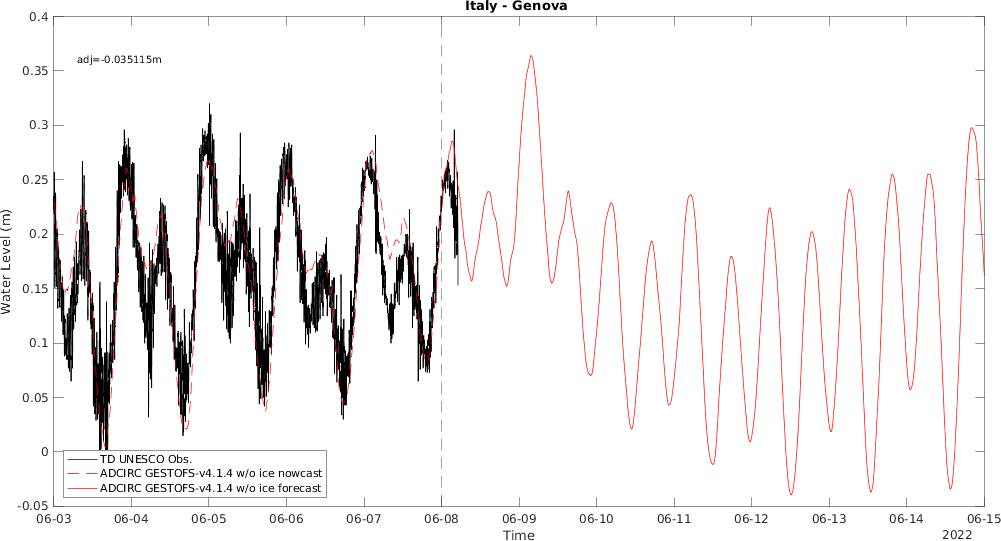 Italy - Genova
adj=-0.035115m
Water Level (m)
0.4
0.35
0.3
0.25
0.2
0.15
0.1
0.05
0
-0.05
TD UNESCO Obs.
ADCIRC GESTOFS-v4.1.4 w/o ice nowcast
ADCIRC GESTOFS-v4.1.4 w/o ice forecast
06-03 06-04 06-05 06-06 06-07 06-08 06-09 06-10 06-11 06-12 06-13 06-14 06-15
Time
2022